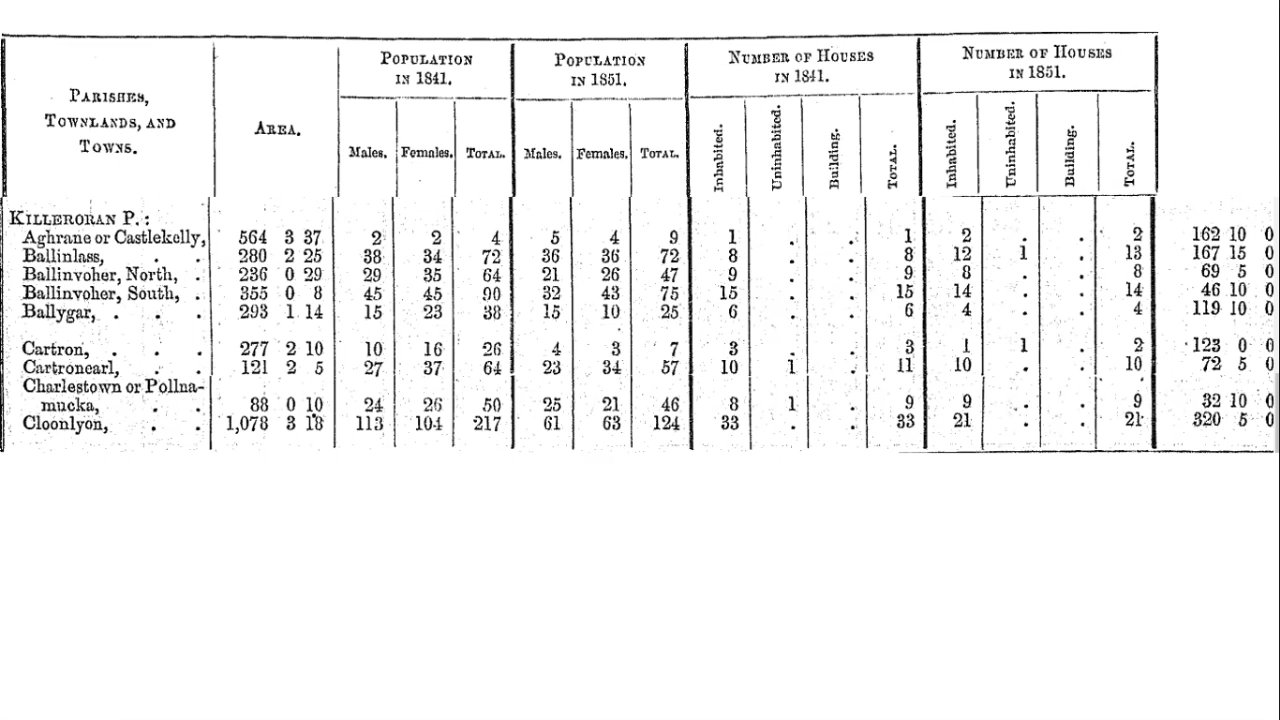 PARISHES, TOWNLANDS, AND TOWNS. AREA. POPULATION IN 1841. POPULATION IN 1851. NUMBER OF HOUSES IN 1841. NUMBER OF HOUSES IN 1851.
Males. Females. TOTAL. Males. Females. TOTAL. Inhabited. Uninhabited. Building. TOTAL. Inhabited. Uninhabited. Building. TOTAL.
KILLERORAN P.:
Aghrane or Castlekelly, 564 3 37 2 2 4 5 4 9 1 . . 1 2 . . 2 162 10 0
Ballinlass, . . 280 2 25 38 34 72 36 36 72 8 . . 8 12 1 . 13 167 15 0
Ballinvoher, North, . 236 0 29 29 35 64 21 26 47 9 . . 9 8 . . 8 69 5 0
Ballinvoher, South, . 355 0 8 45 45 90 32 43 75 15 . . 15 14 . . 14 46 10 0
Ballygar, . . . 293 1 14 15 23 38 15 10 25 6 . . 6 4 . . 4 119 10 0
Cartron, . . . 277 2 10 10 16 26 4 3 7 3 . . 3 1 1 . 2 123 0 0
Cartronearl, . . 121 2 5 27 37 64 23 34 57 10 1 . 11 10 . . 10 72 5 0
Charlestown or Pollna-
mucka, . . 88 0 10 24 26 50 25 21 46 8 1 . 9 9 . . 9 32 10 0
Cloonlyon, . . 1,078 3 18 113 104 217 61 63 124 33 . . 33 21 . . 21 320 5 0